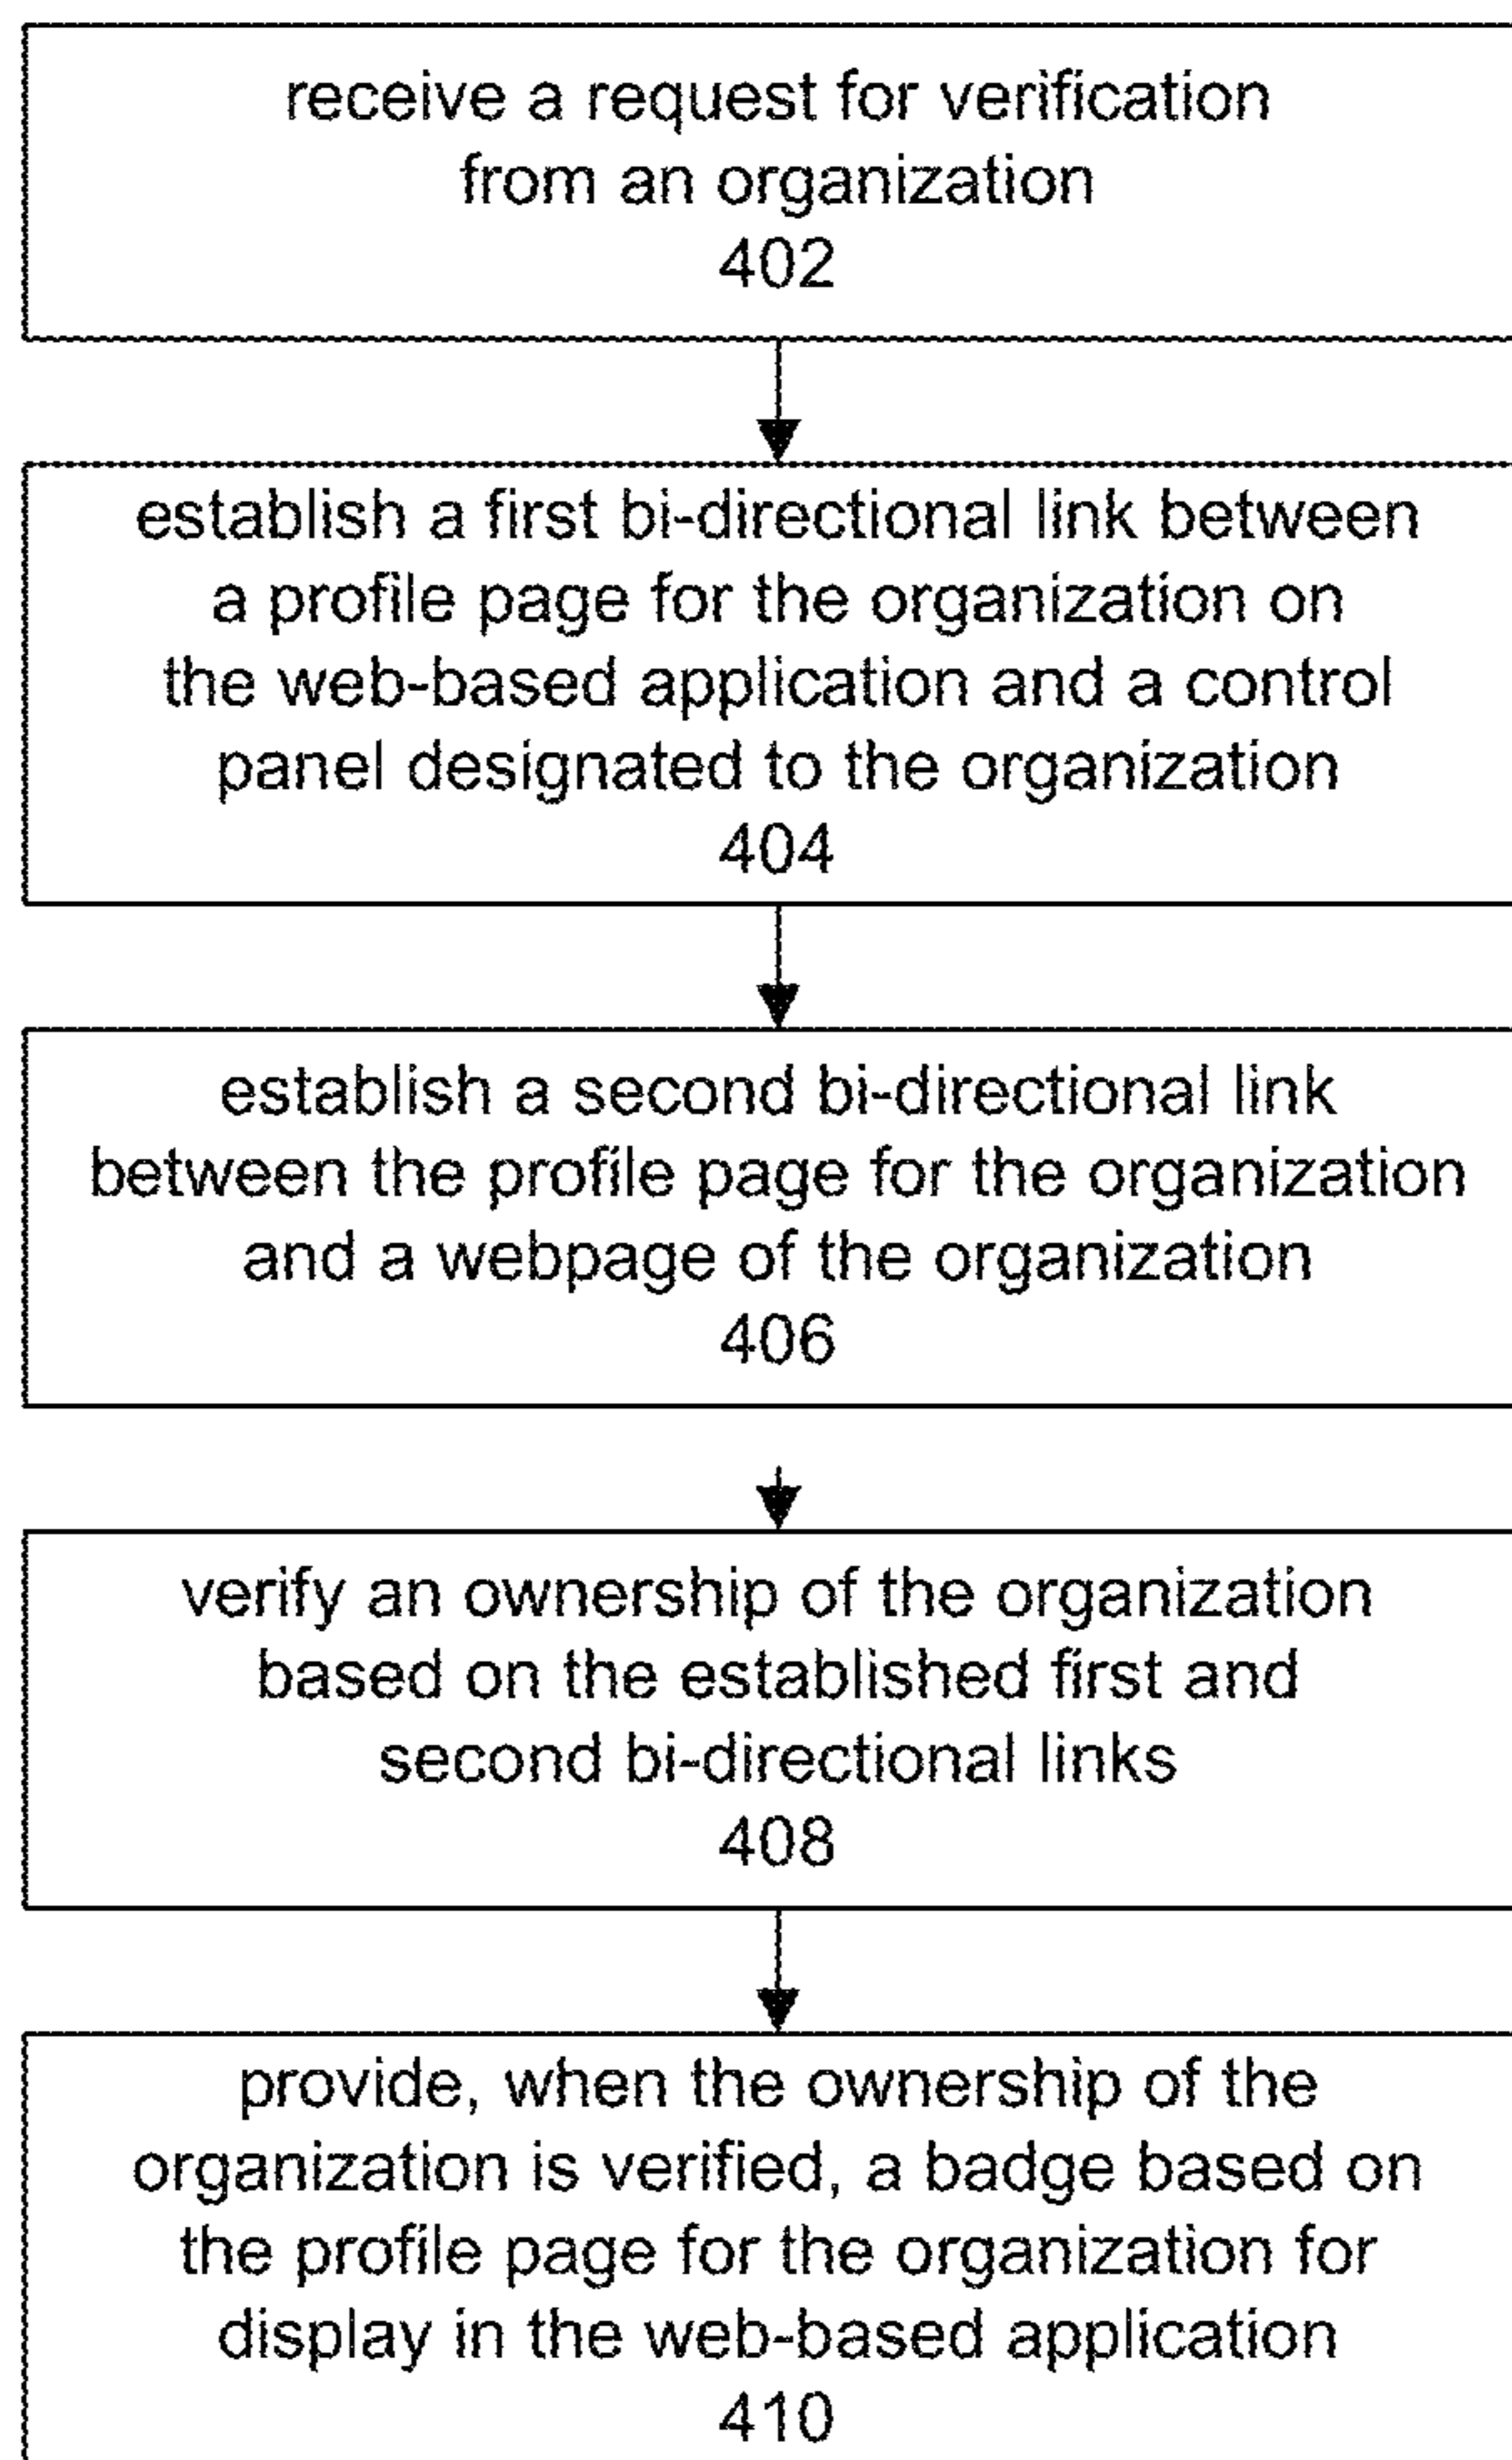 receive a request for verification
from an organization
402
establish a first bi-directional link between
a profile page for the organization on
the web-based application and a control
panel designated to the organization
404
establish a second bi-directional link
between the profile page for the organization
and a webpage of the organization
406
verify an ownership of the organization
based on the established first and
second bi-directional links
408
provide, when the ownership of the
organization is verified, a badge based on
the profile page for the organization for
display in the web-based application
410